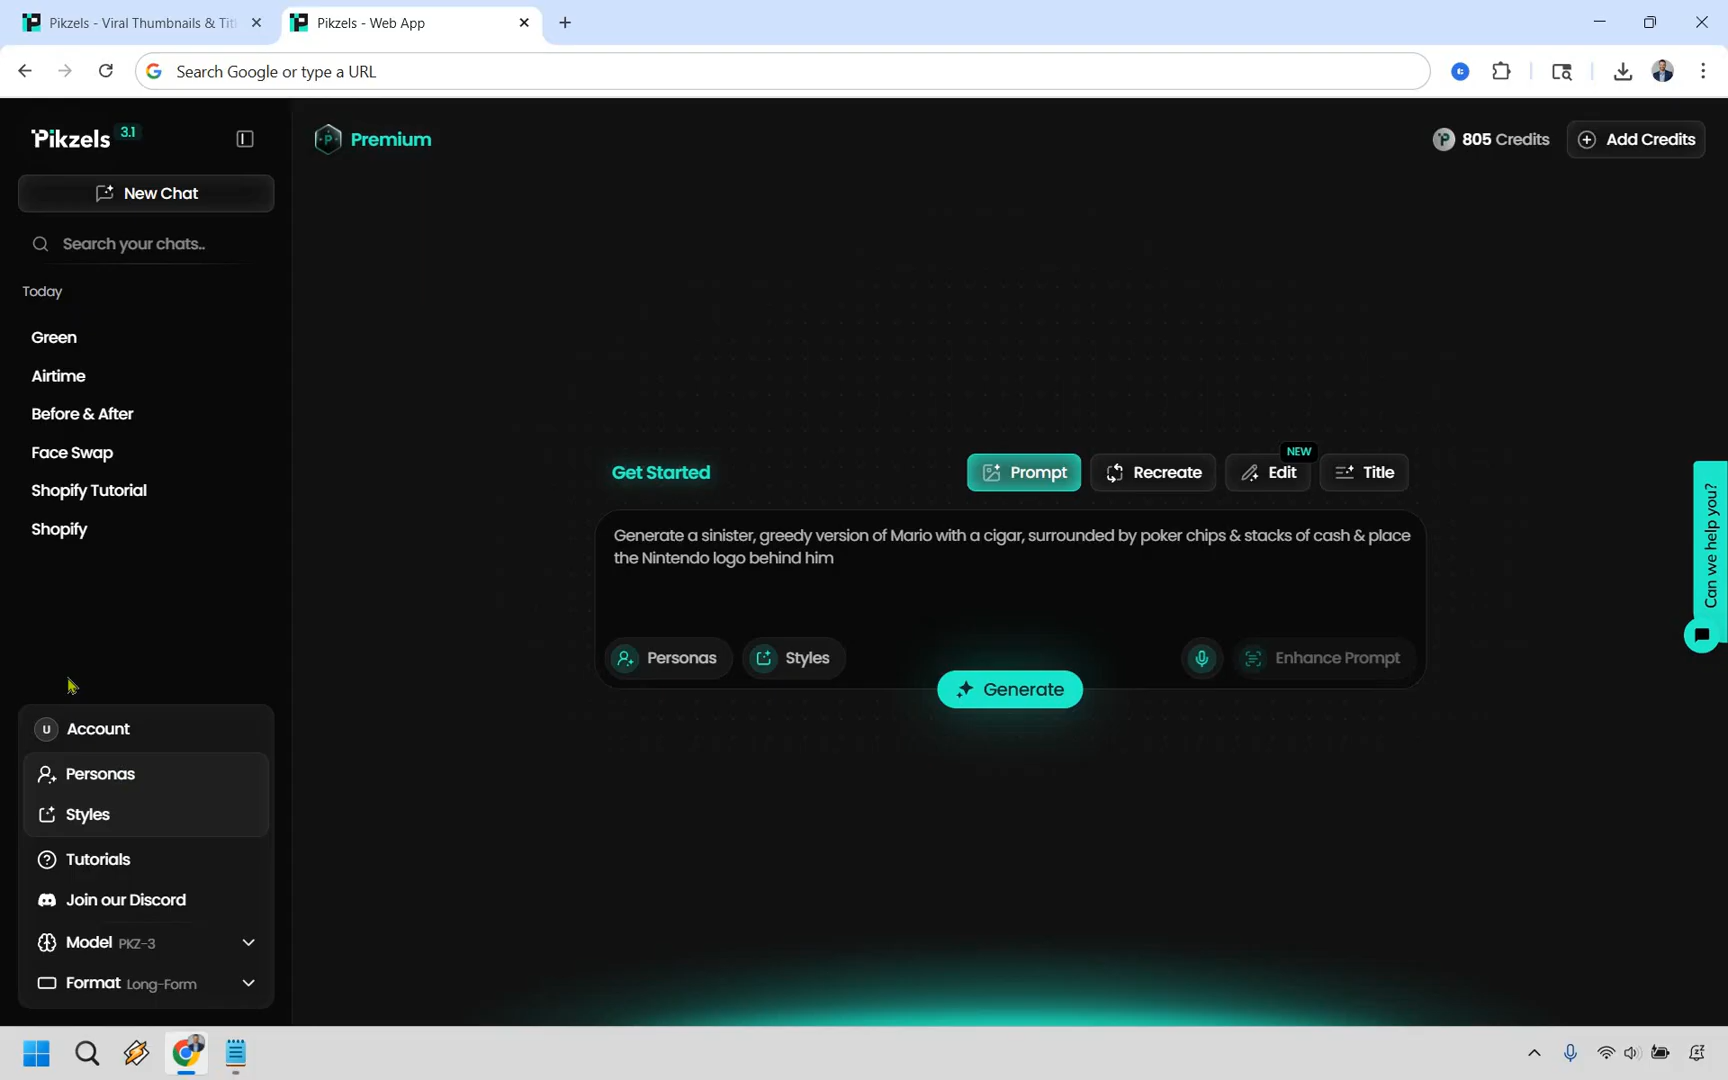 Pikzels - Viral Thumbnails & Tit
Pikzels - Web App
Search Google or type a URL
Pikzels 3.1
Premium
805 Credits
Add Credits
New Chat
Search your chats..
Today
Green
Airtime
Before & After
Face Swap
Shopify Tutorial
Shopify
NEW
Get Started
Prompt
Recreate
Edit
Title
Generate a sinister, greedy version of Mario with a cigar, surrounded by poker chips & stacks of cash & place
the Nintendo logo behind him
Can we help you?
Personas
Styles
Enhance Prompt
Generate
U Account
Personas
Styles
Tutorials
Join our Discord
Model PKZ-3
Format Long-Form